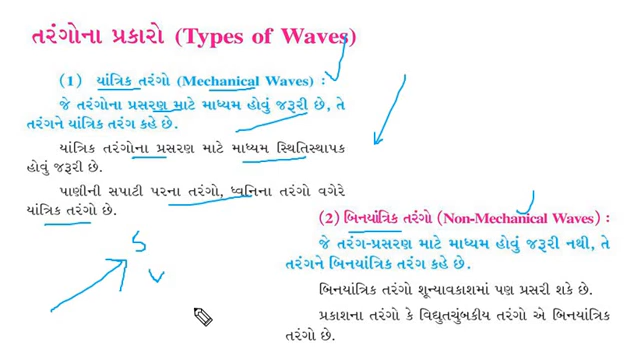 તરંગોના પ્રકારો (Types of Waves)
(1) યાંત્રિક તરંગો (Mechanical Waves) :
જે તરંગોના પ્રસરણ માટે માધ્યમ હોવું જરૂરી છે, તે
તરંગને યાંત્રિક તરંગ કહે છે.
યાંત્રિક તરંગોના પ્રસરણ માટે માધ્યમ સ્થિતિસ્થાપક
હોવું જરૂરી છે.
પાણીની સપાટી પરના તરંગો, ધ્વનિના તરંગો વગેરે
યાંત્રિક તરંગો છે.
S
v
(2) બિનયાંત્રિક તરંગો (Non-Mechanical Waves) :
જે તરંગ-પ્રસરણ માટે માધ્યમ હોવું જરૂરી નથી, તે
તરંગને બિનયાંત્રિક તરંગ કહે છે.
બિનયાંત્રિક તરંગો શૂન્યાવકાશમાં પણ પ્રસરી શકે છે.
પ્રકાશના તરંગો કે વિદ્યુતચુંબકીય તરંગો એ બિનયાંત્રિક
તરંગો છે.